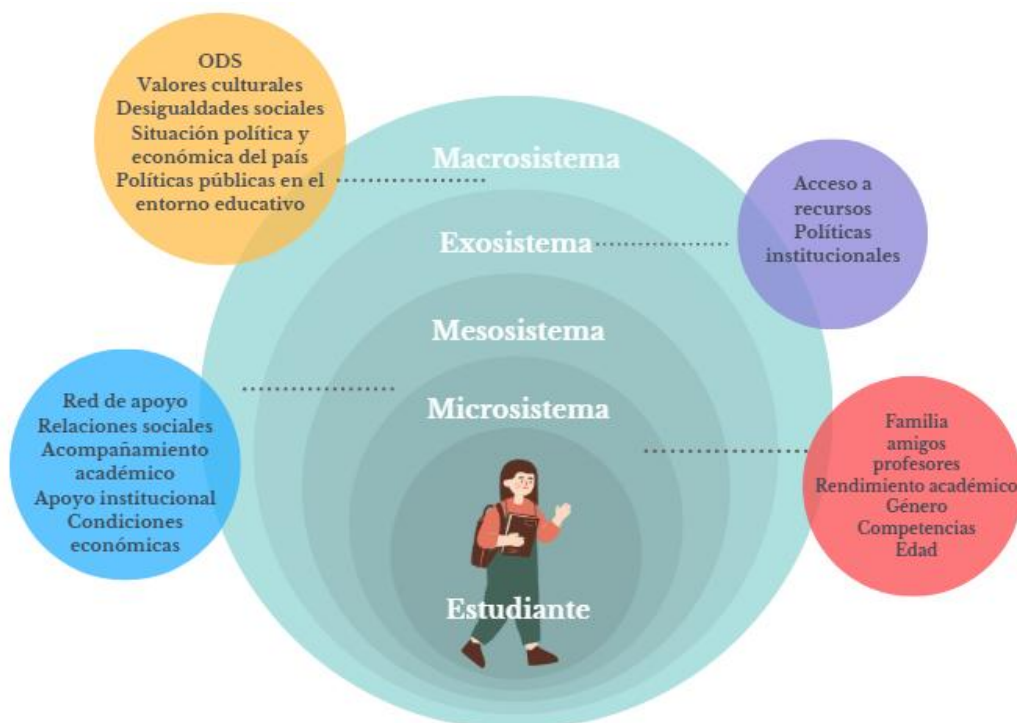 ODS
Valores culturales
Desigualdades sociales
Situación política y
económica del país
Políticas públicas en el
entorno educativo
Macrosistema
Exosistema
Acceso a
recursos
Políticas
institucionales
Mesosistema
Microsistema
Red de apoyo
Relaciones sociales
Acompañamiento
académico
Apoyo institucional
Condiciones
económicas
Família
amigos
profesores
Rendimiento académico
Género
Competencias
Edad
Estudiante